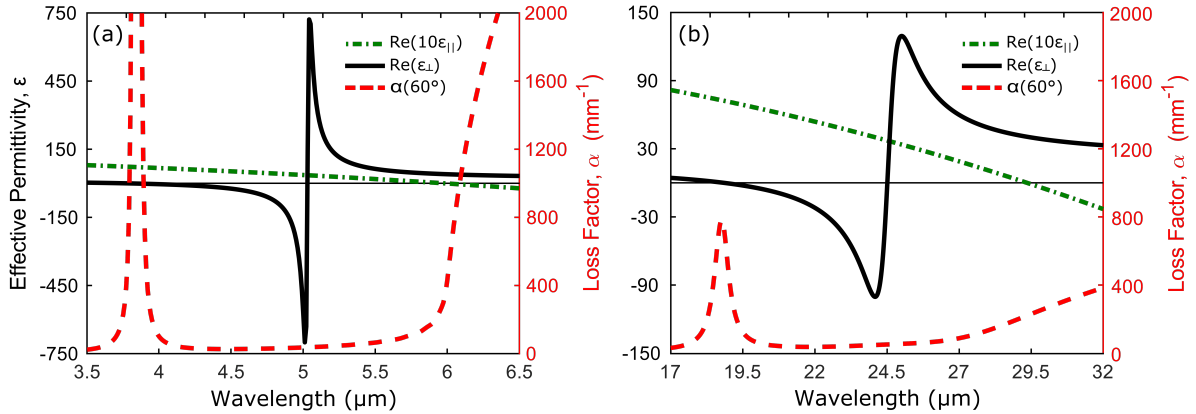 (a)
Effective Permittivity, ε
750
450
150
-150
-450
-750
3.5
4
4.5
5
5.5
6
6.5
Wavelength (μm)
Re(10ε||)
Re(ε⊥)
α(60°)
2000
1600
1200
800
400
0
Loss Factor, α (mm⁻¹)
(b)
150
90
30
-30
-90
-150
17
19.5
22
24.5
27
29.5
32
Wavelength (μm)
Re(10ε||)
Re(ε⊥)
α(60°)
2000
1600
1200
800
400
0
Loss Factor, α (mm⁻¹)